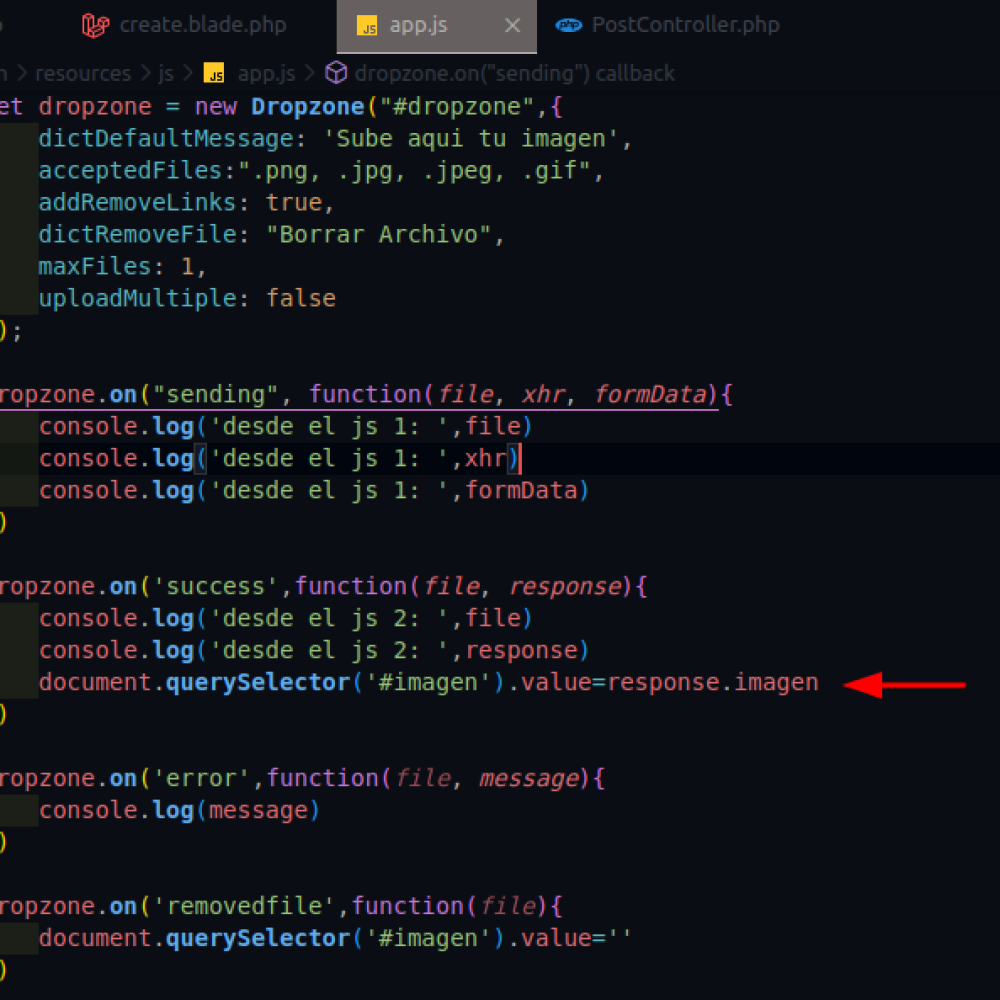 create.blade.php JS app.js × php PostController.php
resources > js > JS app.js > dropzone.on("sending") callback
et dropzone = new Dropzone("#dropzone",{
dictDefaultMessage: 'Sube aqui tu imagen',
acceptedFiles:".png, .jpg, .jpeg, .gif",
addRemoveLinks: true,
dictRemoveFile: "Borrar Archivo",
maxFiles: 1,
uploadMultiple: false
);
ropzone.on("sending", function(file, xhr, formData){
console.log('desde el js 1: ',file)
console.log('desde el js 1: ',xhr)
console.log('desde el js 1: ',formData)
)
ropzone.on('success',function(file, response){
console.log('desde el js 2: ',file)
console.log('desde el js 2: ',response)
document.querySelector('#imagen').value=response.imagen
)
ropzone.on('error',function(file, message){
console.log(message)
)
ropzone.on('removedfile',function(file){
document.querySelector('#imagen').value=''
)